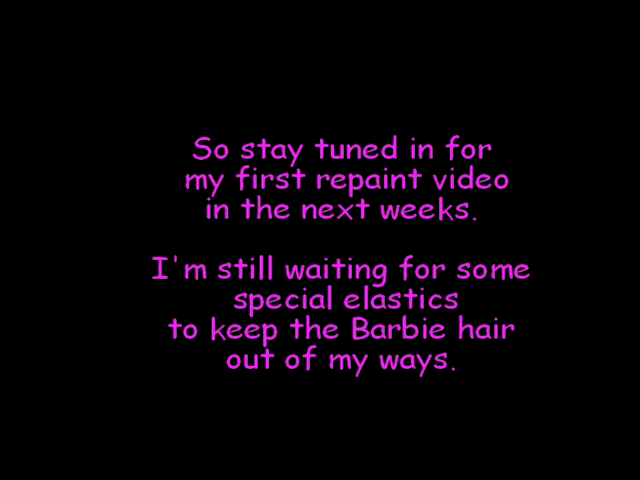 So stay tuned in for
my first repaint video
in the next weeks.
I'm still waiting for some
special elastics
to keep the Barbie hair
out of my ways.